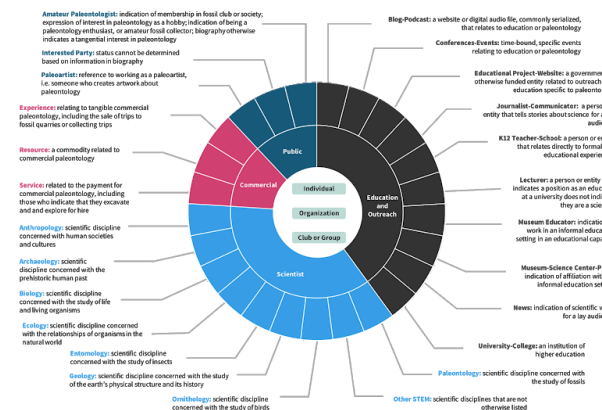 Amateur Paleontologist: indication of membership in fossil club or society;
expression of interest in paleontology as a hobby; indication of being a
paleontology enthusiast, or amateur fossil collector; biography otherwise
indicates a tangential interest in paleontology
Interested Party: status cannot be determined
based on information in biography
Paleoartist: reference to working as a paleoartist,
i.e. someone who creates artwork about
paleontology
Experience: relating to tangible commercial
paleontology, including the sale of trips to
fossil quarries or collecting trips
Resource: a commodity related to
commercial paleontology
Service: related to the payment for
commercial paleontology, including
those who indicate that they excavate
and and explore for hire
Anthropology: scientific discipline
concerned with human societies
and cultures
Archaeology: scientific
discipline concerned with the
prehistoric human past
Biology: scientific discipline
concerned with the study of life
and living organisms
Ecology: scientific discipline concerned
with the relationships of organisms in the
natural world
Entomology: scientific discipline
concerned with the study of insects
Geology: scientific discipline concerned with the study
of the earth's physical structure and its history
Ornithology: scientific discipline
concerned with the study of birds
Public
Commercial
Scientist
Education
and
Outreach
Individual
Organization
Club or Group
Blog-Podcast: a website or digital audio file, commonly serialized,
that relates to education or paleontology
Conferences-Events: time-bound, specific events
relating to education or paleontology
Educational Project-Website: a governme
otherwise funded entity related to outreach
education specific to paleont
Journalist-Communicator: a perso
entity that tells stories about science for a
audi
K12 Teacher-School: a person or e
that relates directly to formal
educational experie
Lecturer: a person or entity
indicates a position as an educ
at a university does not indi
they are a scie
Museum Educator: indicatio
work in an informal educa
setting in an educational capa
Museum-Science Center-P
indication of affiliation wit
informal education set
News: indication of scientific w
for a lay audie
University-College: an institution of
higher education
Paleontology: scientific discipline concerned
with the study of fossils
Other STEM: scientific disciplines that are not
otherwise listed